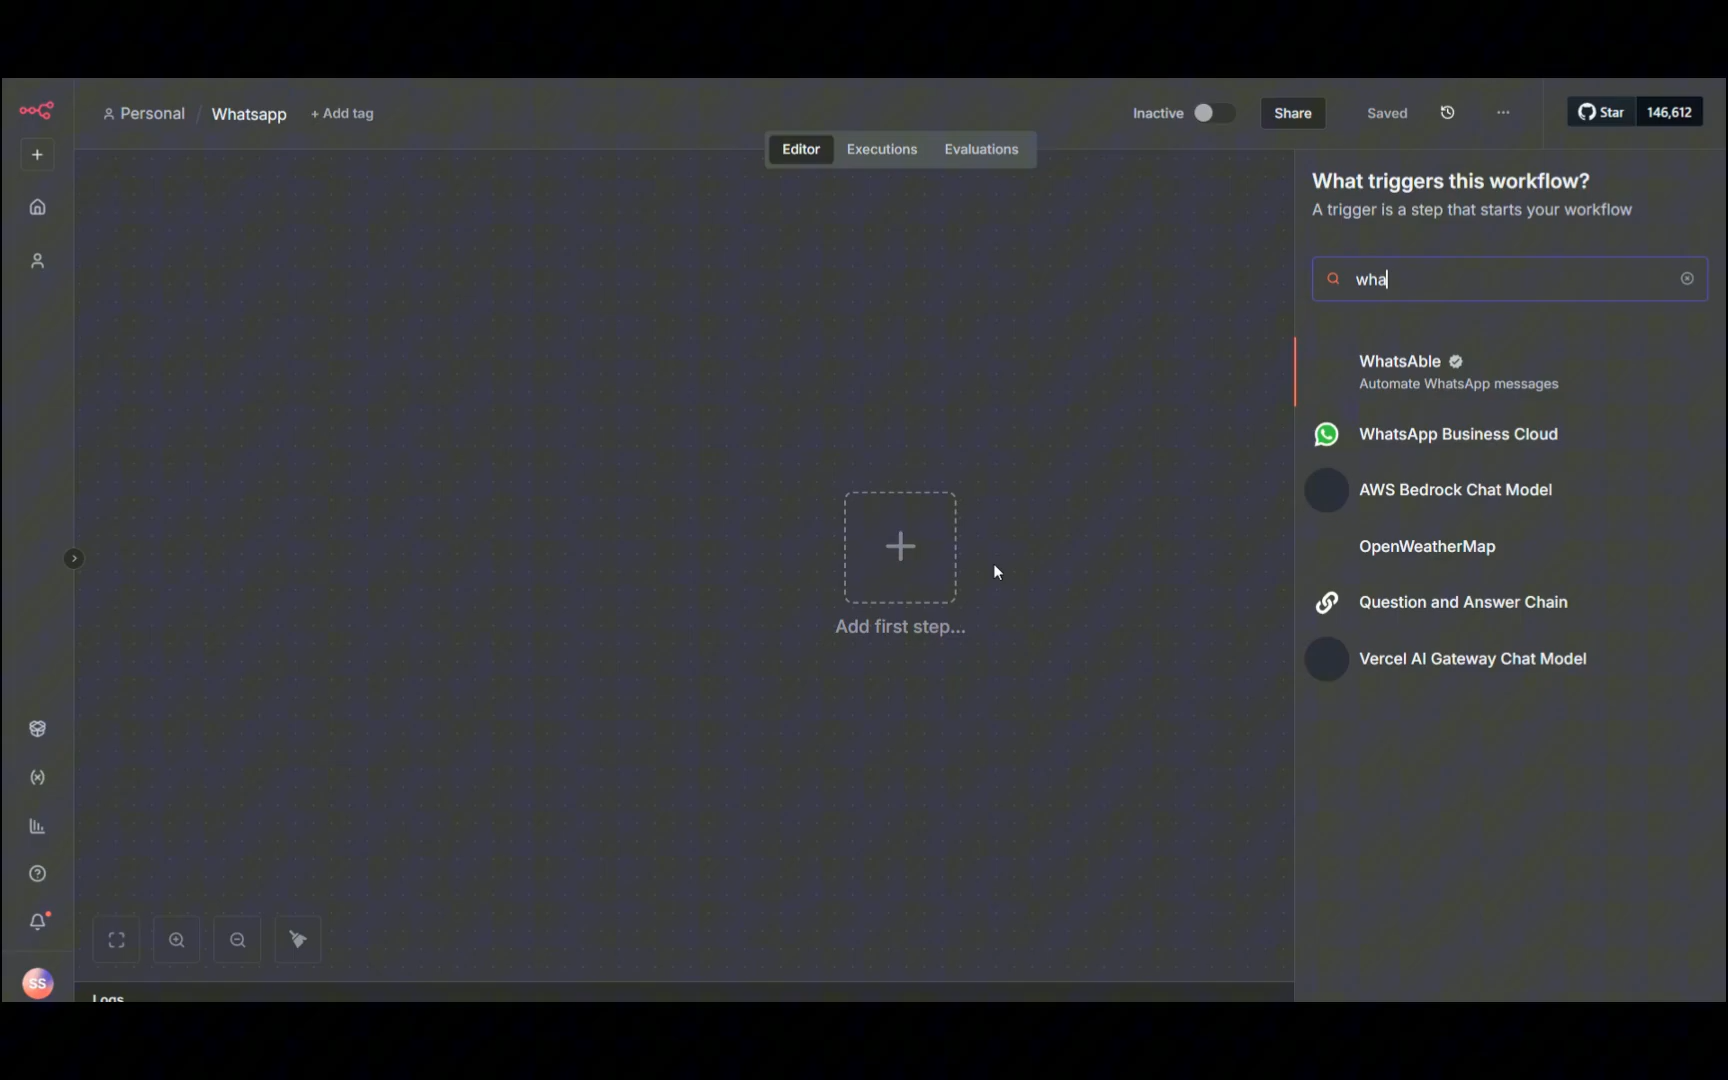 Personal / Whatsapp + Add tag
Inactive Share Saved ... Star 146,612
Editor Executions Evaluations
What triggers this workflow?
A trigger is a step that starts your workflow
wha
WhatsAble
Automate WhatsApp messages
WhatsApp Business Cloud
AWS Bedrock Chat Model
OpenWeatherMap
Question and Answer Chain
Vercel AI Gateway Chat Model
Add first step...
SS
Logs